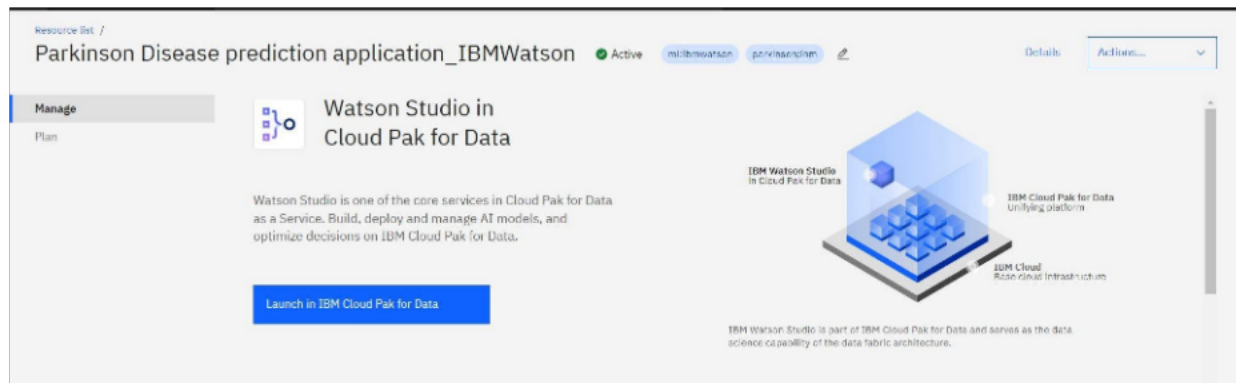 Resource list /
Parkinson Disease prediction application_IBMWatson
Active
Details
Actions...
Manage
Plan
Watson Studio in
Cloud Pak for Data
Watson Studio is one of the core services in Cloud Pak for Data
as a Service. Build, deploy and manage AI models, and
optimize decisions on IBM Cloud Pak for Data.
Launch in IBM Cloud Pak for Data
IBM Watson Studio
in Cloud Pak for Data
IBM Cloud Pak for Data
Unifying platform
IBM Cloud
Base cloud infrastructure
IBM Watson Studio is part of IBM Cloud Pak for Data and serves as the data
science capability of the data fabric architecture.